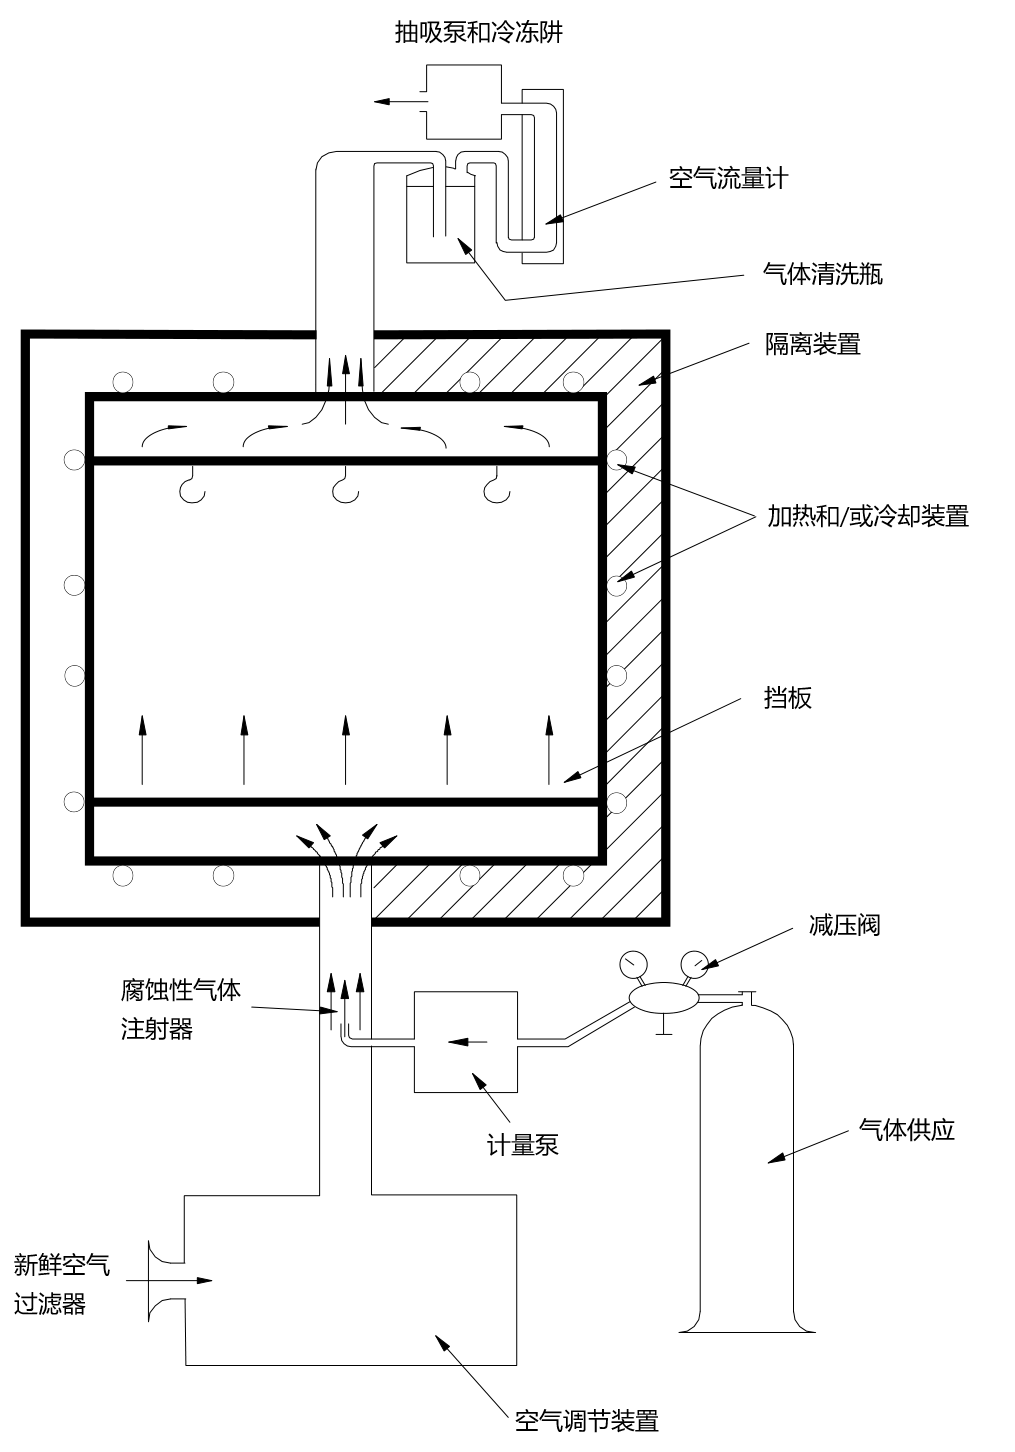 抽吸泵和冷冻阱
空气流量计
气体清洗瓶
隔离装置
加热和/或冷却装置
挡板
减压阀
腐蚀性气体
注射器
气体供应
计量泵
新鲜空气
过滤器
空气调节装置